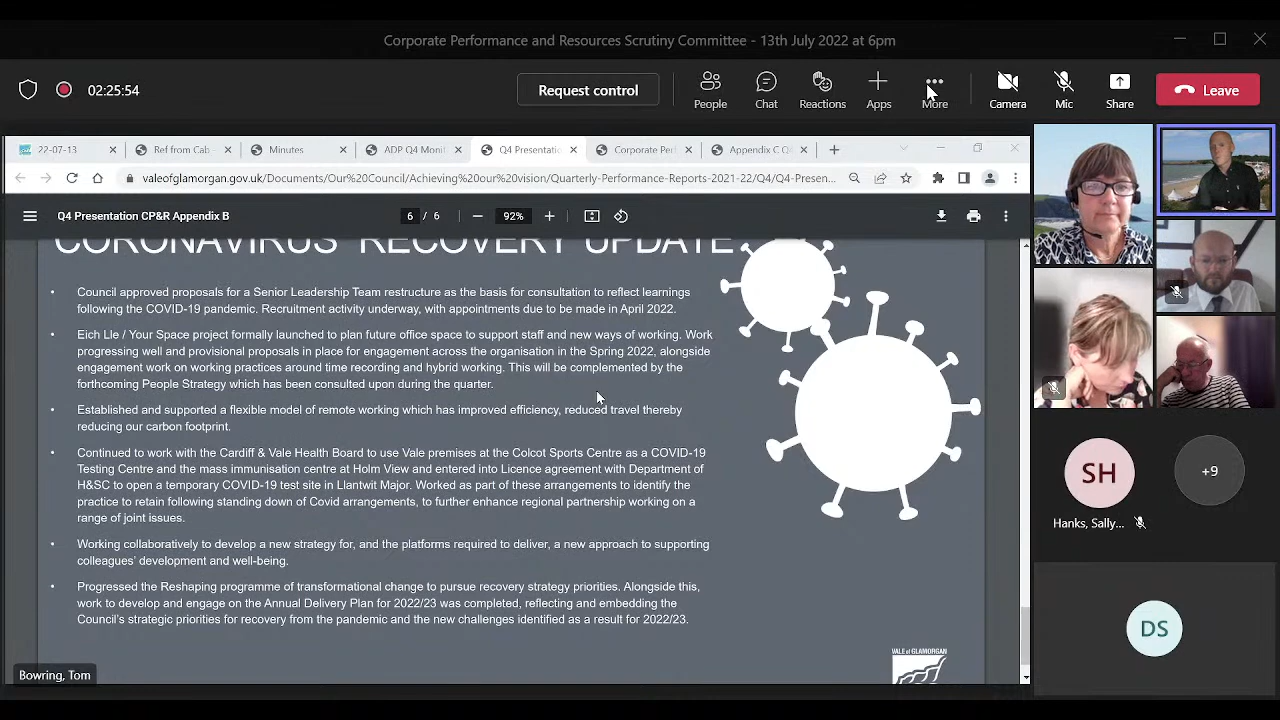 Corporate Performance and Resources Scrutiny Committee - 13th July 2022 at 6pm
02:25:54
Request control
People
Chat
Reactions
Apps
More
Camera
Mic
Share
Leave
22-07-13
Ref from Cab
Minutes
ADP Q4 Moni
Q4 Presentatio
Corporate Per
Appendix C Q
valeofglamorgan.gov.uk/Documents/Our%20Council/Achieving%20our%20vision/Quarterly-Performance-Reports-2021-22/Q4/Q4-Presen...
Q4 Presentation CP&R Appendix B
6 / 6
92%
CORONAVIRUS RECOVERY UPDATE
• Council approved proposals for a Senior Leadership Team restructure as the basis for consultation to reflect learnings
following the COVID-19 pandemic. Recruitment activity underway, with appointments due to be made in April 2022.
• Eich Lle / Your Space project formally launched to plan future office space to support staff and new ways of working. Work
progressing well and provisional proposals in place for engagement across the organisation in the Spring 2022, alongside
engagement work on working practices around time recording and hybrid working. This will be complemented by the
forthcoming People Strategy which has been consulted upon during the quarter.
• Established and supported a flexible model of remote working which has improved efficiency, reduced travel thereby
reducing our carbon footprint.
• Continued to work with the Cardiff & Vale Health Board to use Vale premises at the Colcot Sports Centre as a COVID-19
Testing Centre and the mass immunisation centre at Holm View and entered into Licence agreement with Department of
H&SC to open a temporary COVID-19 test site in Llantwit Major. Worked as part of these arrangements to identify the
practice to retain following standing down of Covid arrangements, to further enhance regional partnership working on a
range of joint issues.
• Working collaboratively to develop a new strategy for, and the platforms required to deliver, a new approach to supporting
colleagues' development and well-being.
• Progressed the Reshaping programme of transformational change to pursue recovery strategy priorities. Alongside this,
work to develop and engage on the Annual Delivery Plan for 2022/23 was completed, reflecting and embedding the
Council's strategic priorities for recovery from the pandemic and the new challenges identified as a result for 2022/23.
VALE of GLAMORGAN
Bowring, Tom
SH
+9
Hanks, Sally...
DS